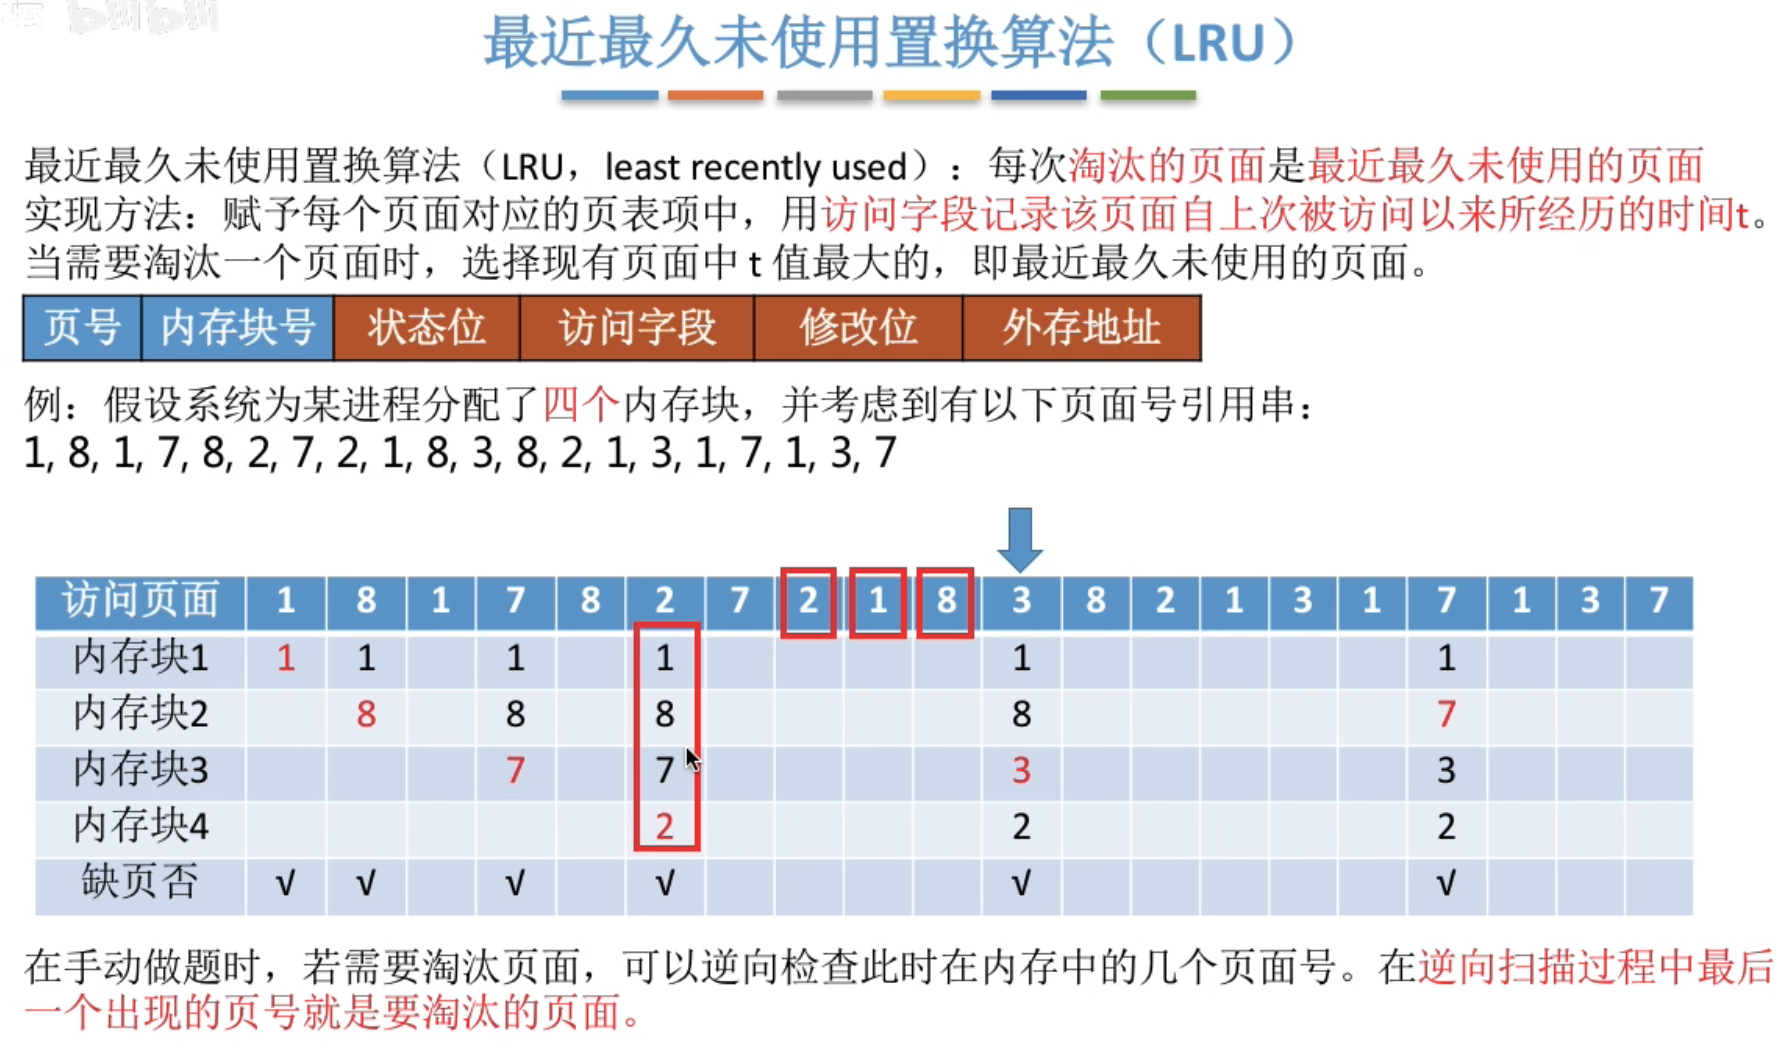 最近最久未使用置换算法（LRU）
最近最久未使用置换算法（LRU，least recently used）：每次淘汰的页面是最近最久未使用的页面
实现方法：赋予每个页面对应的页表项中，用访问字段记录该页面自上次被访问以来所经历的时间t。
当需要淘汰一个页面时，选择现有页面中 t 值最大的，即最近最久未使用的页面。
页号 内存块号 状态位 访问字段 修改位 外存地址
例：假设系统为某进程分配了四个内存块，并考虑到有以下页面号引用串：
1, 8, 1, 7, 8, 2, 7, 2, 1, 8, 3, 8, 2, 1, 3, 1, 7, 1, 3, 7
访问页面 1 8 1 7 8 2 7 2 1 8 3 8 2 1 3 1 7 1 3 7
内存块1 1 1 1 1 1 1
内存块2 8 8 8 8 7
内存块3 7 7 3 3
内存块4 2 2 2
缺页否 √ √ √ √ √ √
在手动做题时，若需要淘汰页面，可以逆向检查此时在内存中的几个页面号。在逆向扫描过程中最后
一个出现的页号就是要淘汰的页面。